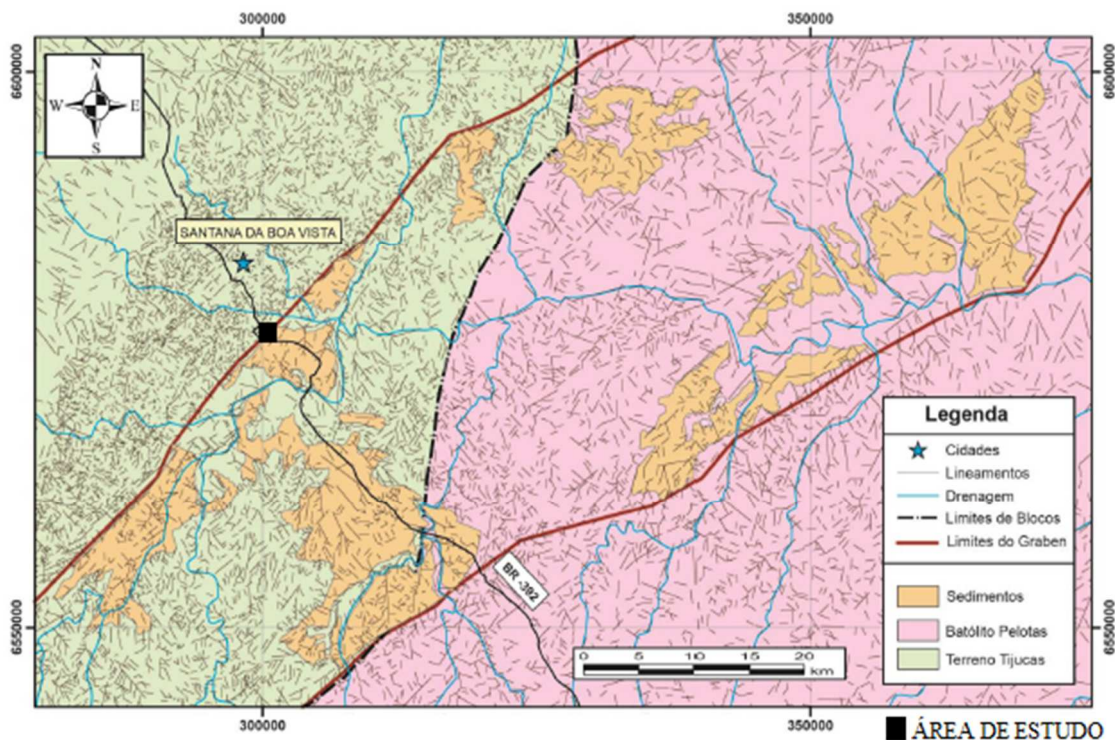 300000
350000
6600000
6600000
N
W
E
S
SANTANA DA BOA VISTA
Legenda
Cidades
Lineamentos
Drenagem
Limites de Blocos
Limites do Graben
BR -392
Sedimentos
Batólito Pelotas
Terreno Tijucas
6550000
6550000
0 5 10 15 20
km
300000
350000
ÁREA DE ESTUDO